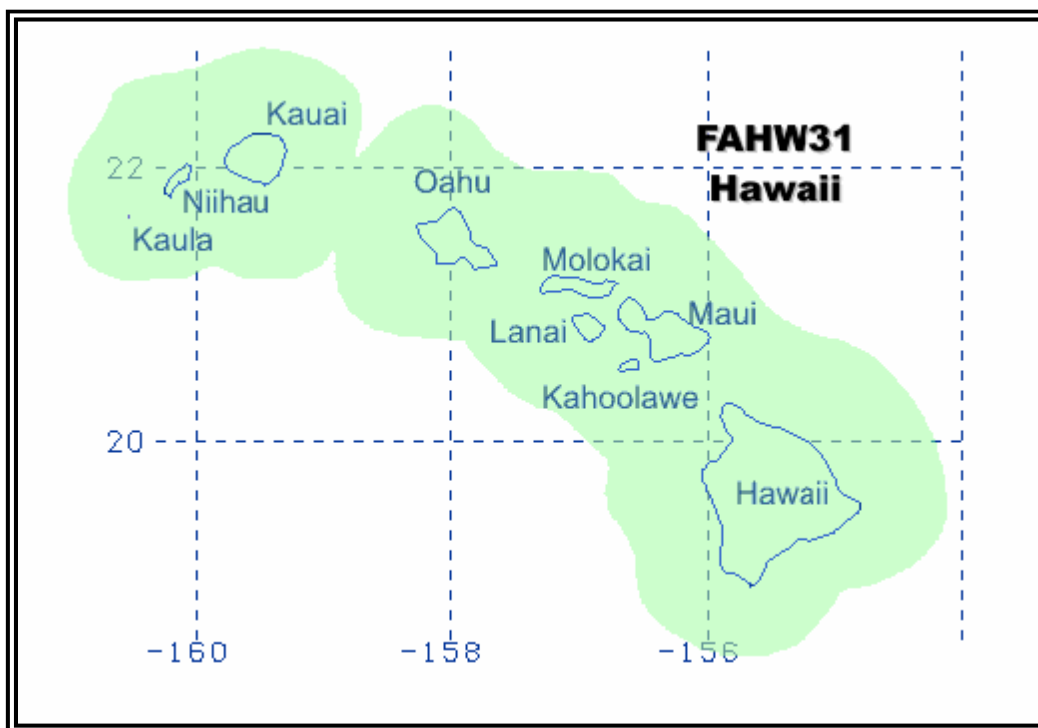 Kauai
FAHW31
22
Oahu
Hawaii
Niihau
Kaula
Molokai
Lanai
Maui
Kahoolawe
20
Hawaii
-160
-158
-156